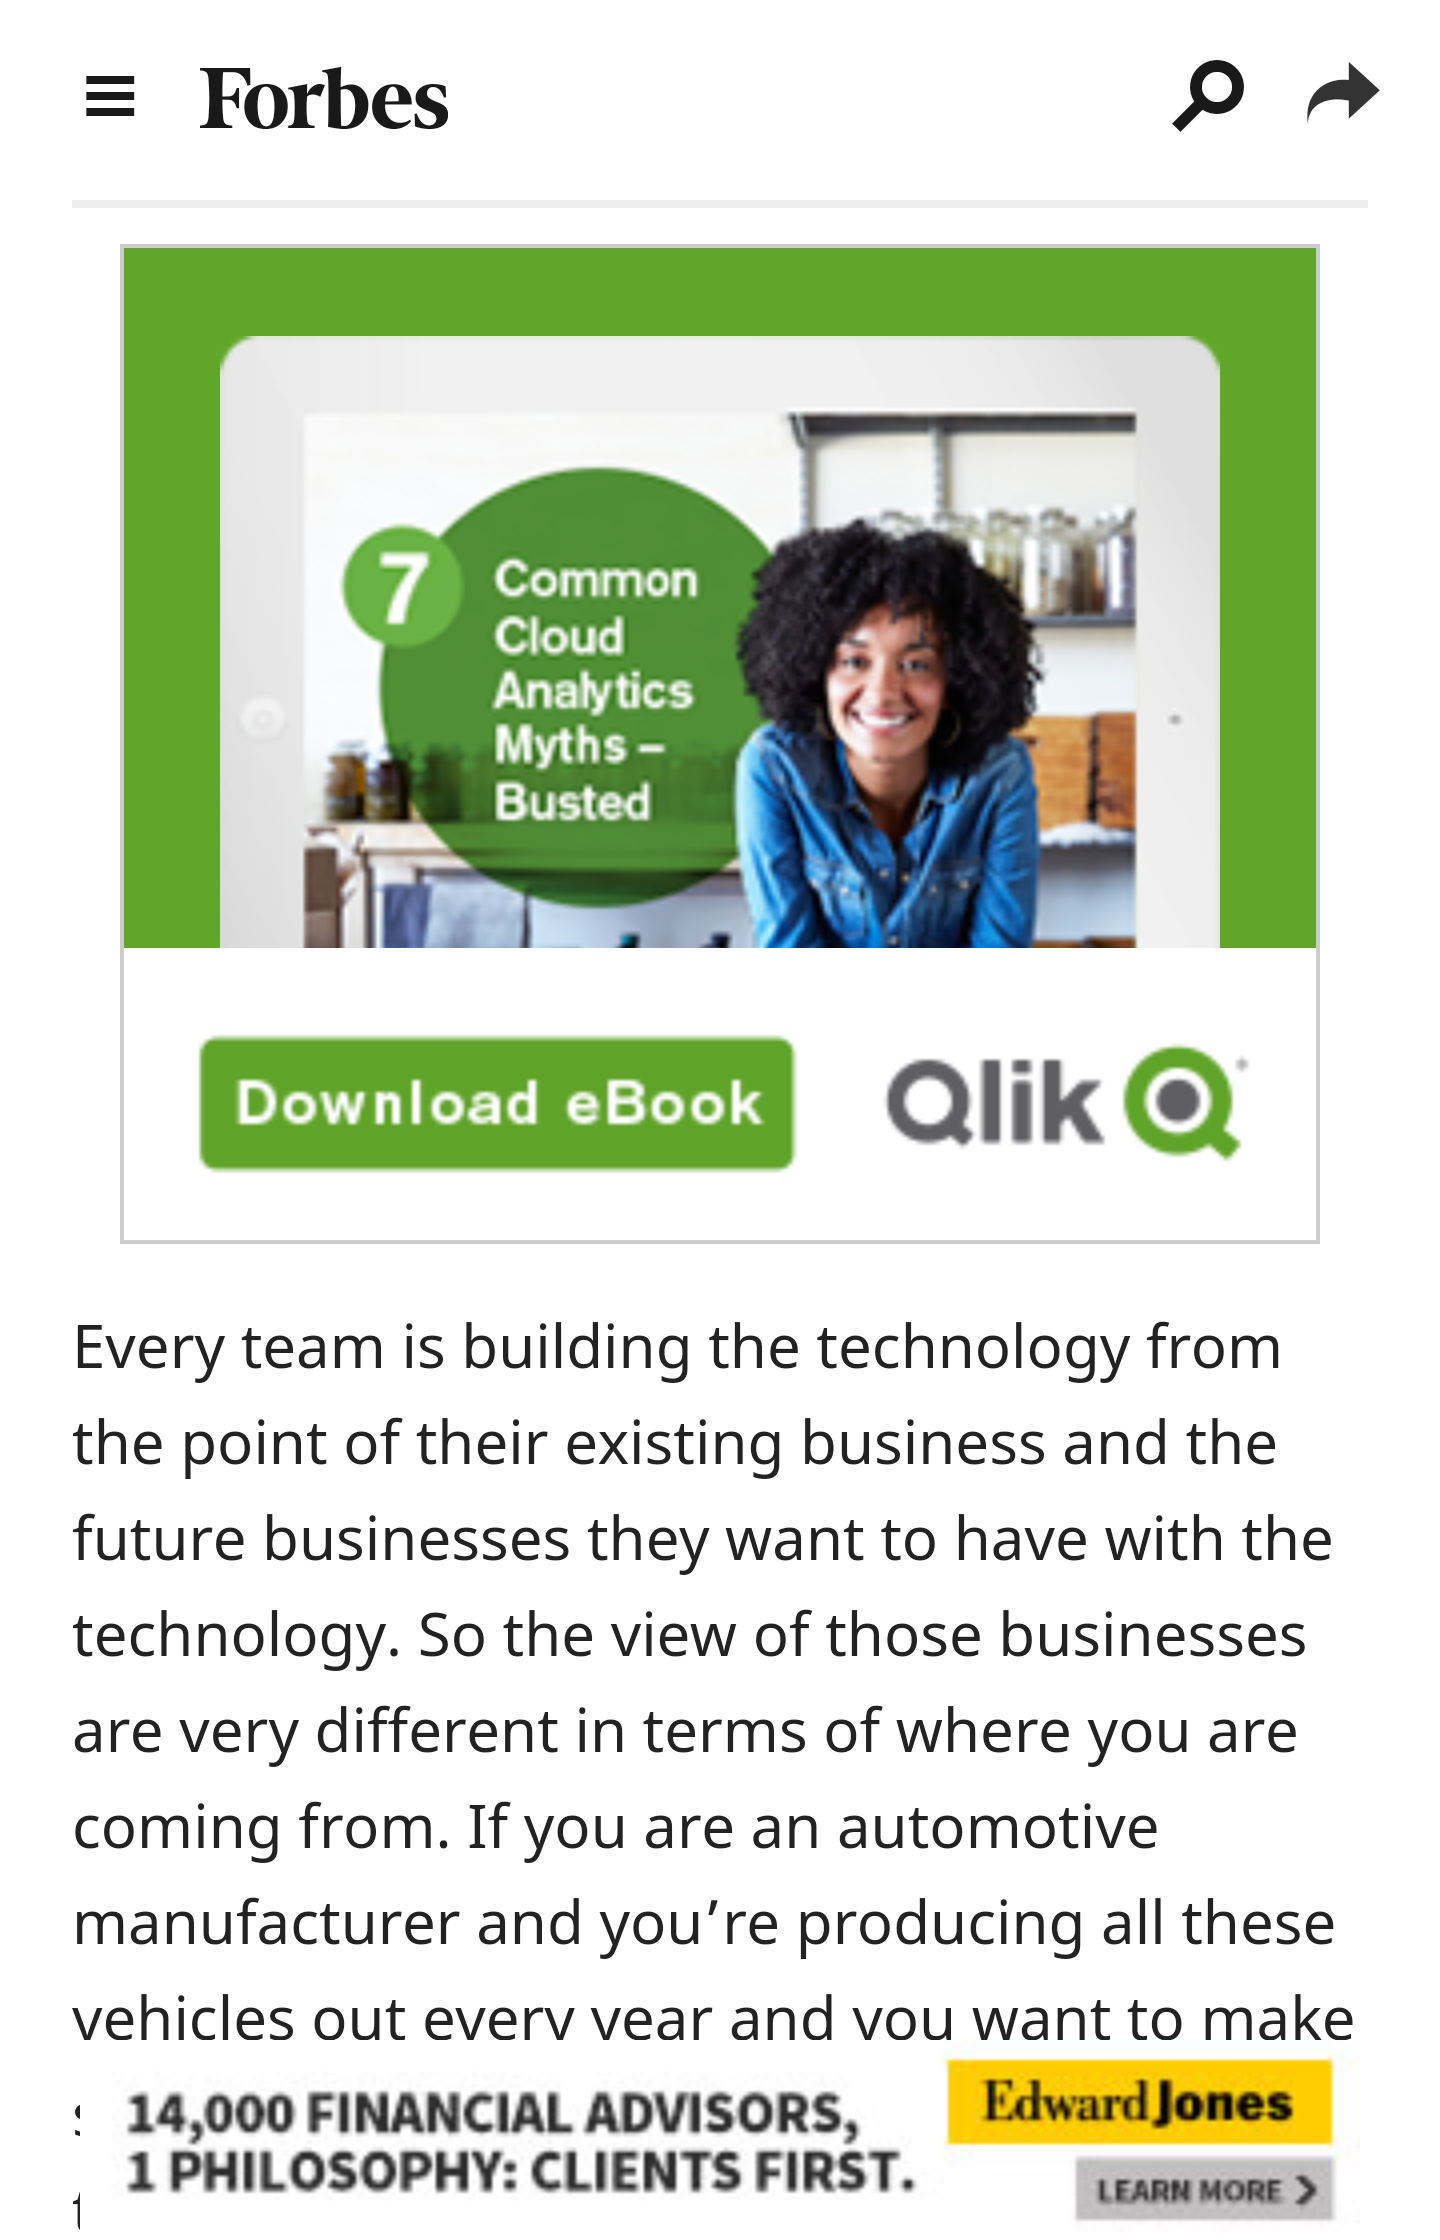 Forbes
7
Common
Cloud
Analytics
Myths –
Busted
Download eBook
Qlik
Every team is building the technology from
the point of their existing business and the
future businesses they want to have with the
technology. So the view of those businesses
are very different in terms of where you are
coming from. If you are an automotive
manufacturer and you’re producing all these
vehicles out every year and you want to make
14,000 FINANCIAL ADVISORS,
1 PHILOSOPHY: CLIENTS FIRST.
Edward Jones
LEARN MORE